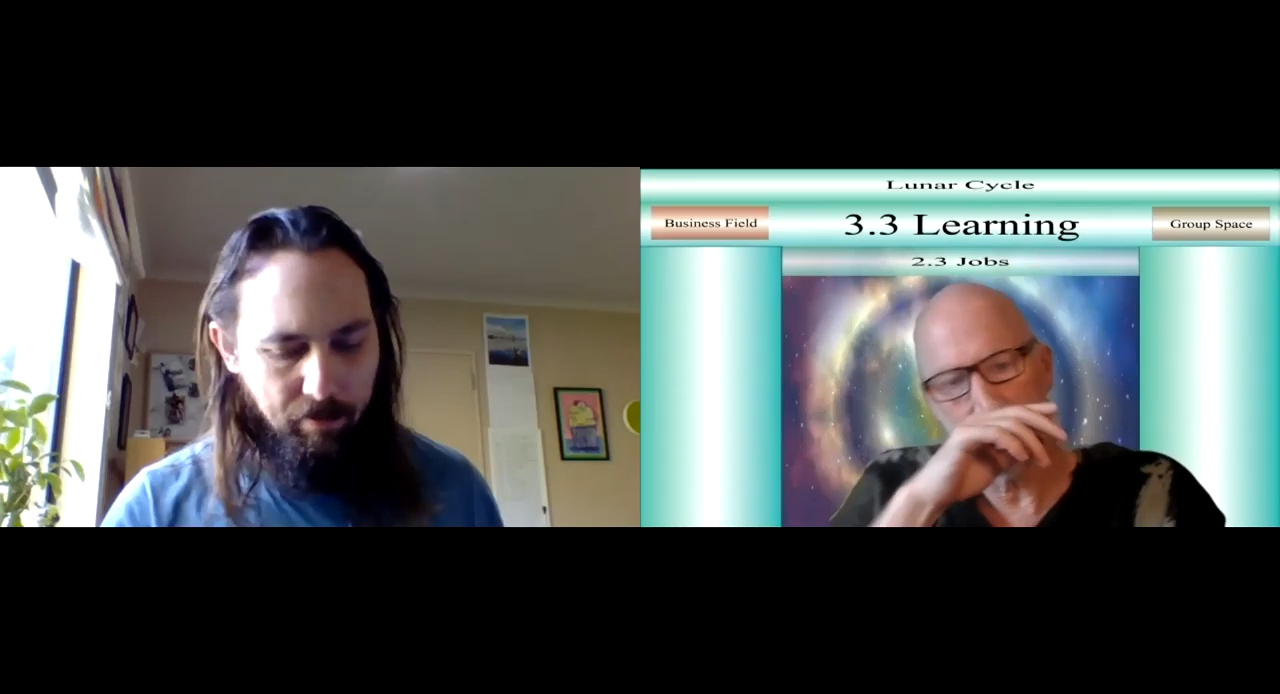 Lunar Cycle
Business Field
3.3 Learning
Group Space
2.3 Jobs